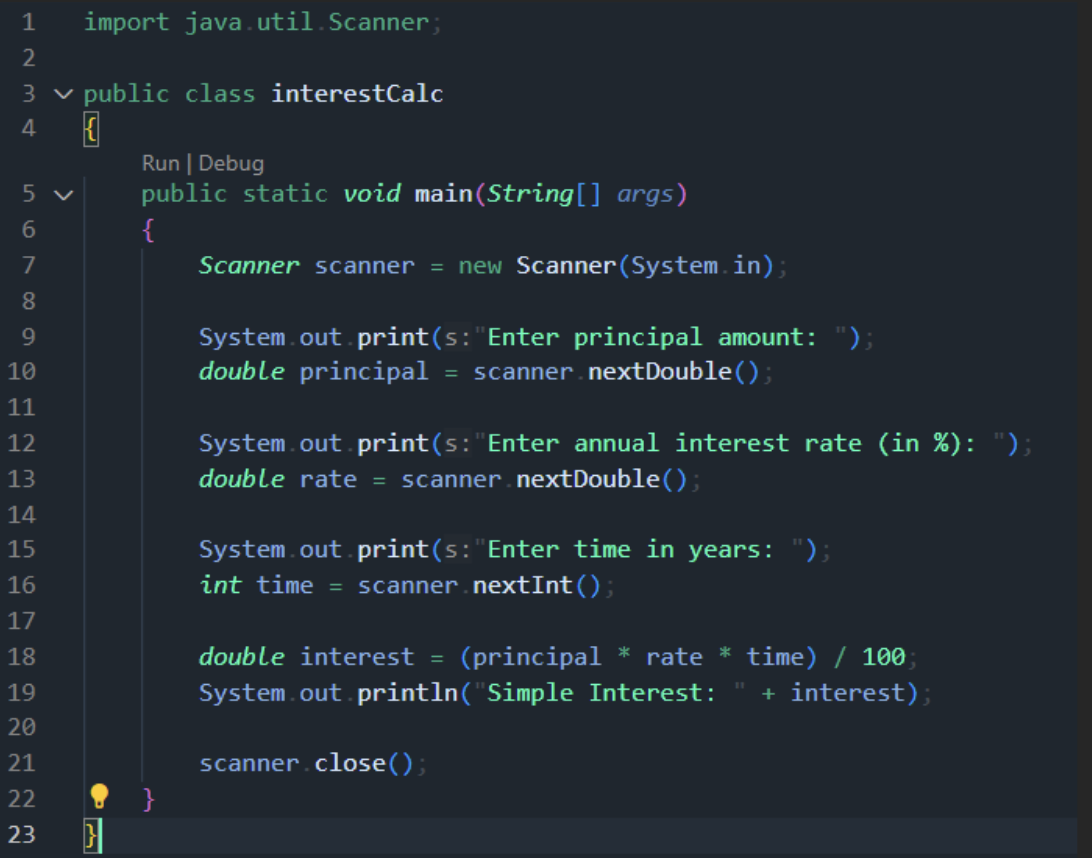 1 import java.util.Scanner;
2
3 public class interestCalc
4 {
Run | Debug
5 public static void main(String[] args)
6 {
7 Scanner scanner = new Scanner(System.in);
8
9 System.out.print(s:"Enter principal amount: ");
10 double principal = scanner.nextDouble();
11
12 System.out.print(s:"Enter annual interest rate (in %): ");
13 double rate = scanner.nextDouble();
14
15 System.out.print(s:"Enter time in years: ");
16 int time = scanner.nextInt();
17
18 double interest = (principal * rate * time) / 100;
19 System.out.println("Simple Interest: " + interest);
20
21 scanner.close();
22 }
23 }